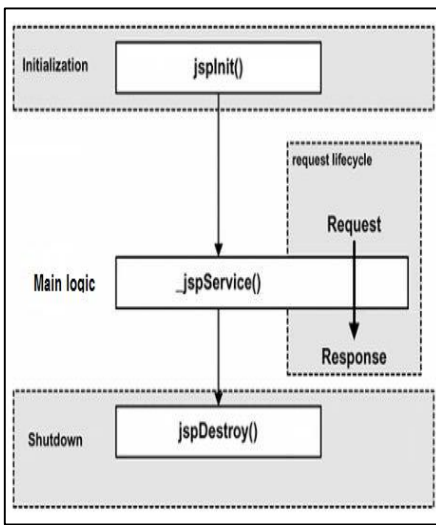 Initialization
jspInit()
request lifecycle
Request
Main logic
_jspService()
Response
Shutdown
jspDestroy()